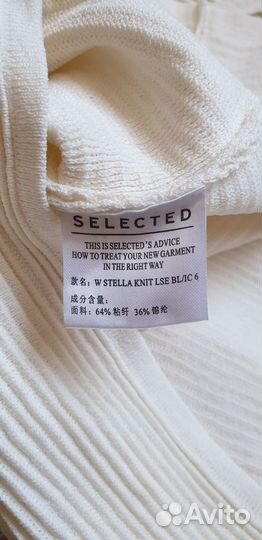 SELECTED
THIS IS SELECTED'S ADVICE
HOW TO TREAT YOUR NEW GARMENT
IN THE RIGHT WAY
款名: W STELLA KNIT LSE BL/IC 6
成分含量:
面料: 64% 粘纤 36% 锦纶
Avito